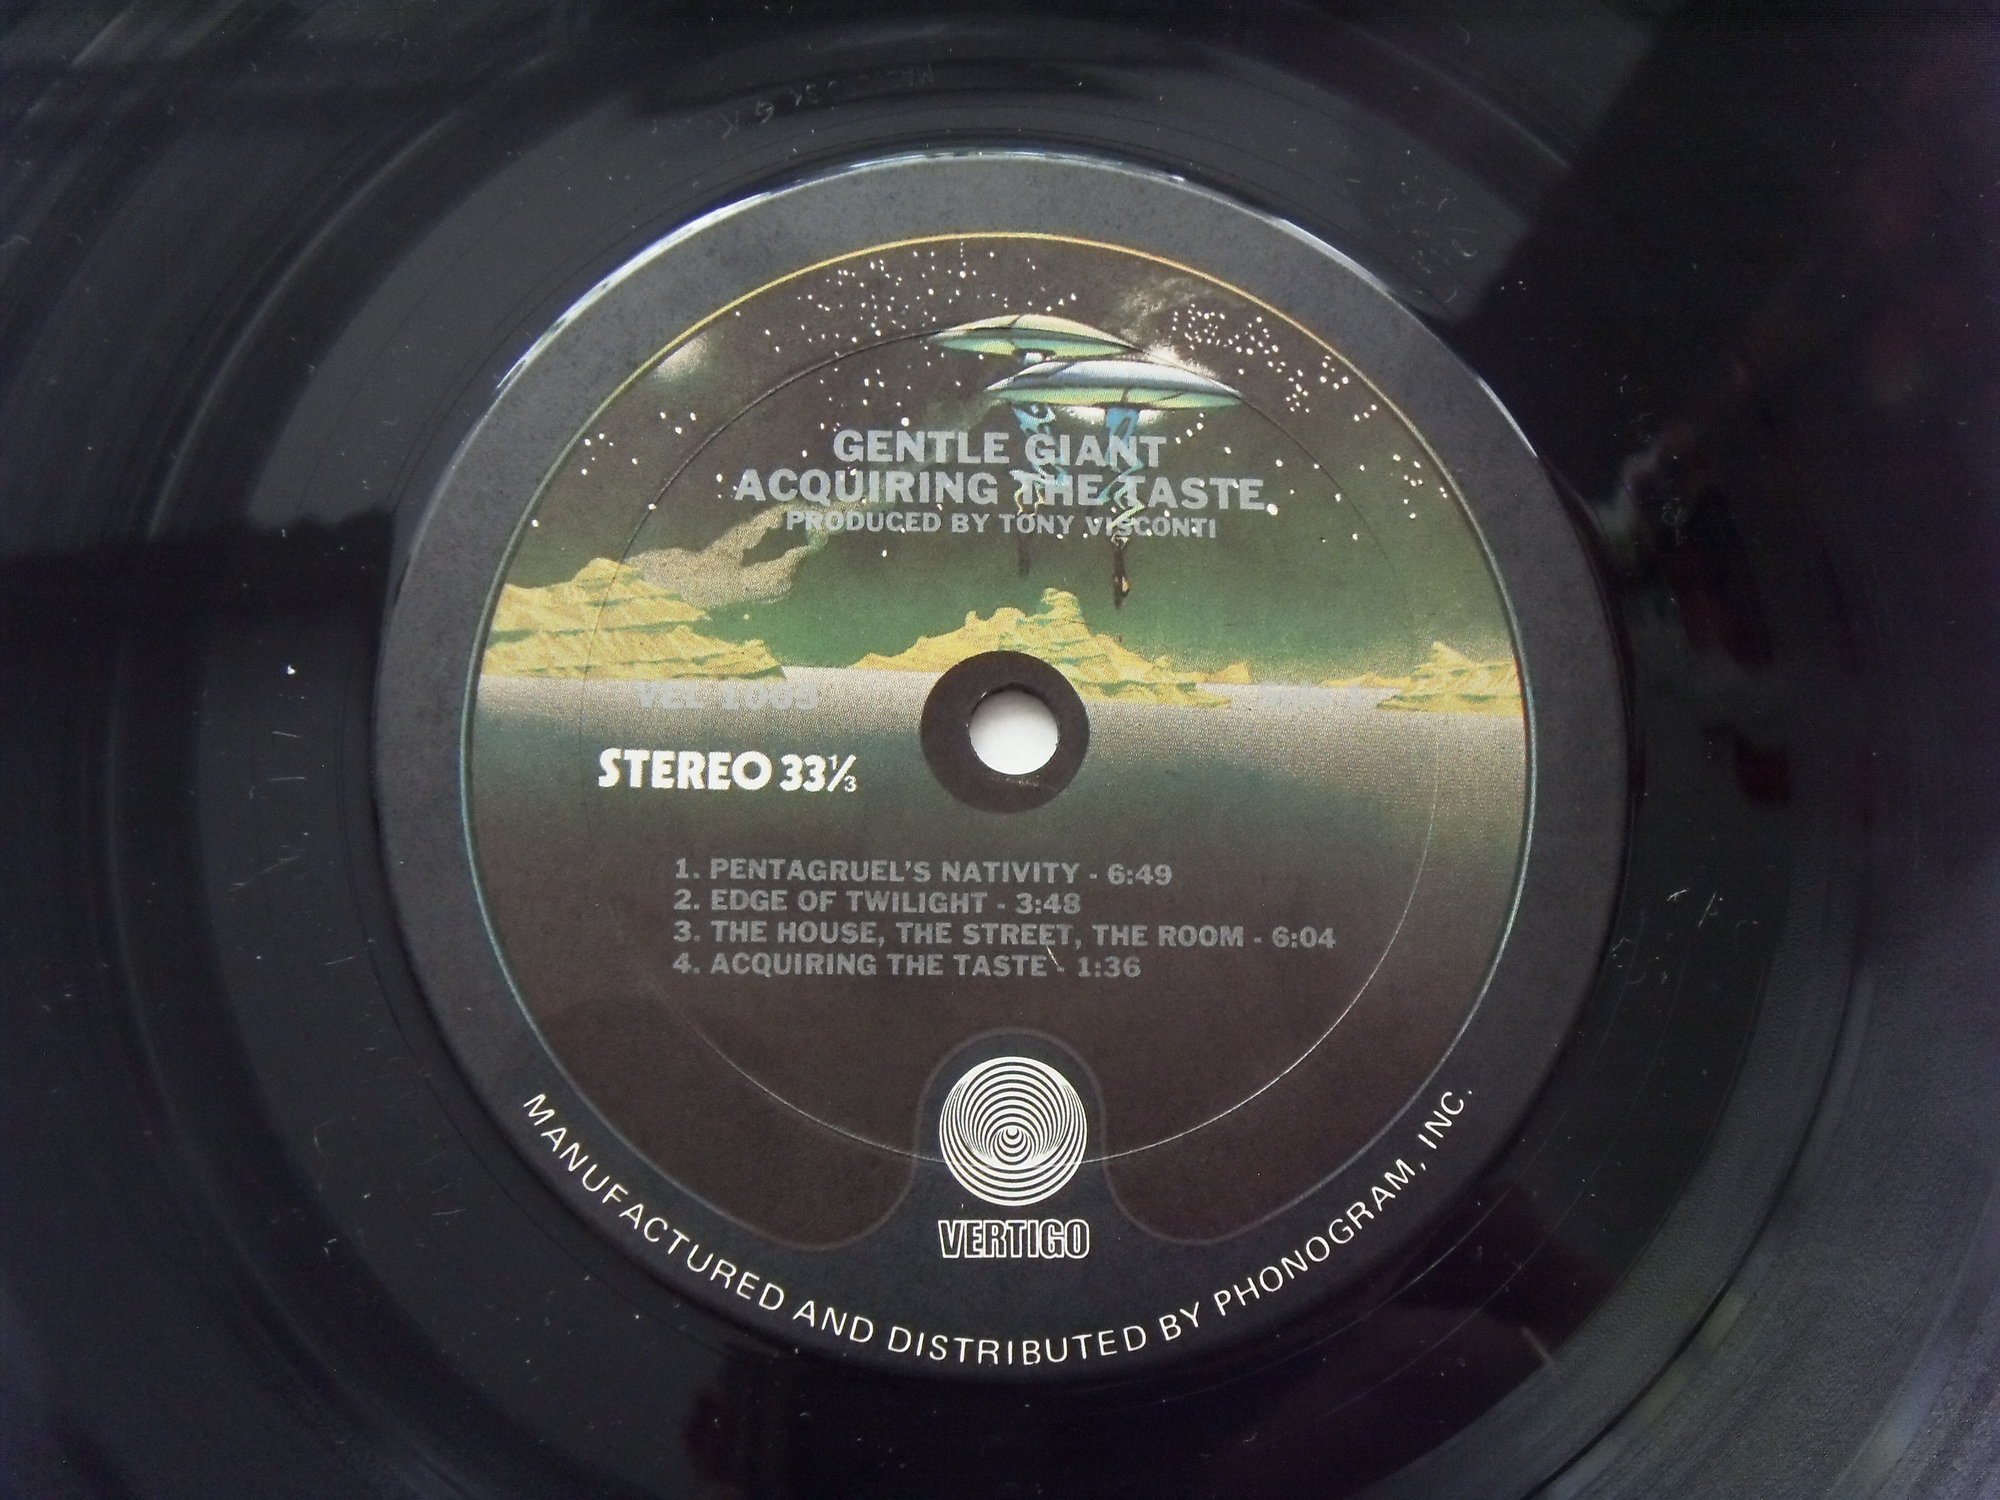 GENTLE GIANT
ACQUIRING THE TASTE
PRODUCED BY TONY VISCONTI
VEL 1005
STEREO 33⅓
1. PENTAGRUEL'S NATIVITY - 6:49
2. EDGE OF TWILIGHT - 3:48
3. THE HOUSE, THE STREET, THE ROOM - 6:04
4. ACQUIRING THE TASTE - 1:36
VERTIGO
MANUFACTURED AND DISTRIBUTED BY PHONOGRAM, INC.